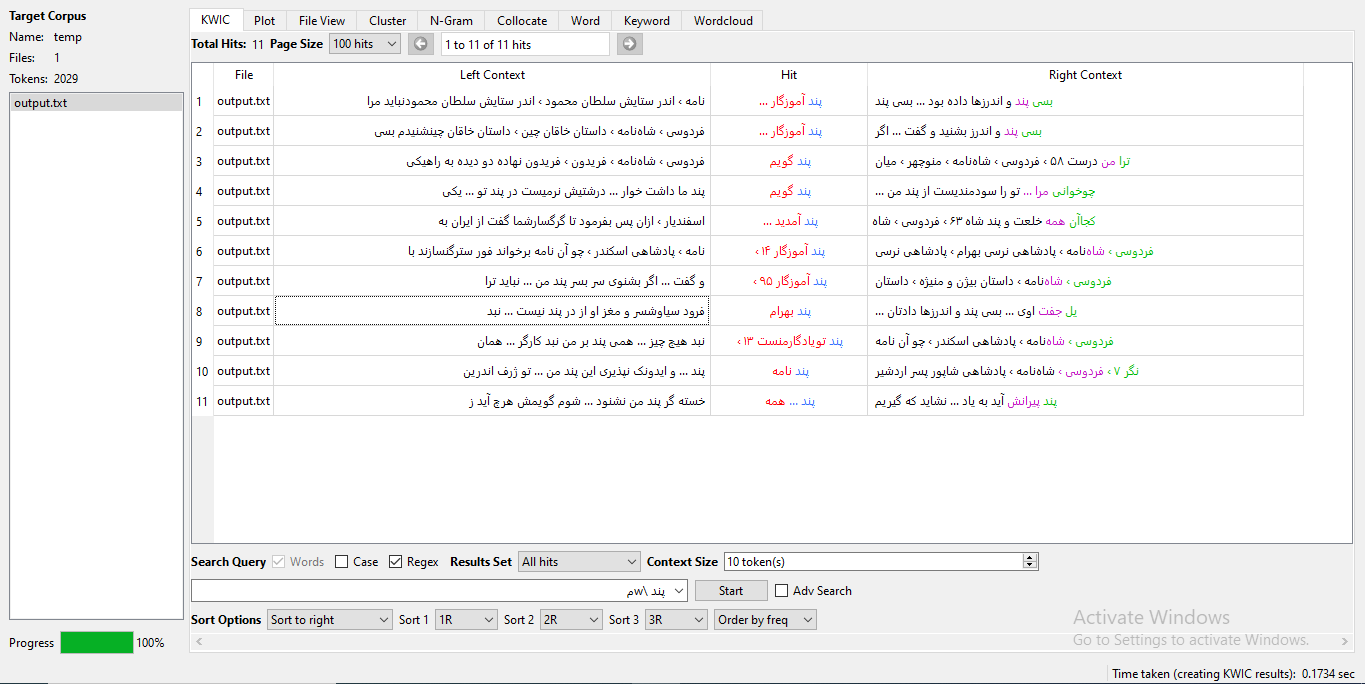 Target Corpus
Name: temp
Files: 1
Tokens: 2029
output.txt
Progress 100%
KWIC Plot File View Cluster N-Gram Collocate Word Keyword Wordcloud
Total Hits: 11 Page Size 100 hits 1 to 11 of 11 hits
File Left Context Hit Right Context
1 output.txt نامه › اندر ستایش سلطان محمود › اندر ستایش سلطان محمودنباید مرا پند آموزگار ... بسی پند و اندرزها داده بود ... بسی پند
2 output.txt فردوسی › شاه‌نامه › داستان خاقان چین › داستان خاقان چینشنیدم بسی پند آموزگار ... بسی پند و اندرز بشنید و گفت ... اگر
3 output.txt فردوسی › شاه‌نامه › فریدون › فریدون نهاده دو دیده به راهیکی پند گویم ترا من درست ۵۸ › فردوسی › شاه‌نامه › منوچهر › میان
4 output.txt پند ما داشت خوار ... درشتیش نرمیست در پند تو ... یکی پند گویم چوخوانی مرا ... تو را سودمندیست از پند من ...
5 output.txt اسفندیار › ازان پس بفرمود تا گرگسارشما گفت از ایران به پند آمدید ... کجاآن همه خلعت و پند شاه ۶۳ › فردوسی › شاه
6 output.txt نامه › پادشاهی اسکندر › چو آن نامه برخواند فور سترگنسازند با پند آموزگار ۱۴ › فردوسی › شاه‌نامه › پادشاهی نرسی بهرام › پادشاهی نرسی
7 output.txt و گفت ... اگر بشنوی سر بسر پند من ... نباید ترا پند آموزگار ۹۵ › فردوسی › شاه‌نامه › داستان بیژن و منیژه › داستان
8 output.txt فرود سیاوشسر و مغز او از در پند نیست ... نبد پند بهرام یل جفت اوی ... بسی پند و اندرزها دادتان ...
9 output.txt نبد هیچ چیز ... همی پند بر من نبد کارگر ... همان پند تویادگارمنست ۱۳ › فردوسی › شاه‌نامه › پادشاهی اسکندر › چو آن نامه
10 output.txt پند ... و ایدونک نپذیری این پند من ... تو ژرف اندرین پند نامه نگر ۷ › فردوسی › شاه‌نامه › پادشاهی شاپور پسر اردشیر
11 output.txt خسته گر پند من نشنود ... شوم گویمش هرچ آید ز پند ... همه پند پیرانش آید به یاد ... نشاید که گیریم
Search Query Words Case Regex Results Set All hits Context Size 10 token(s)
پند \wم Start Adv Search
Sort Options Sort to right Sort 1 1R Sort 2 2R Sort 3 3R Order by freq
Activate Windows
Go to Settings to activate Windows.
Time taken (creating KWIC results): 0.1734 sec